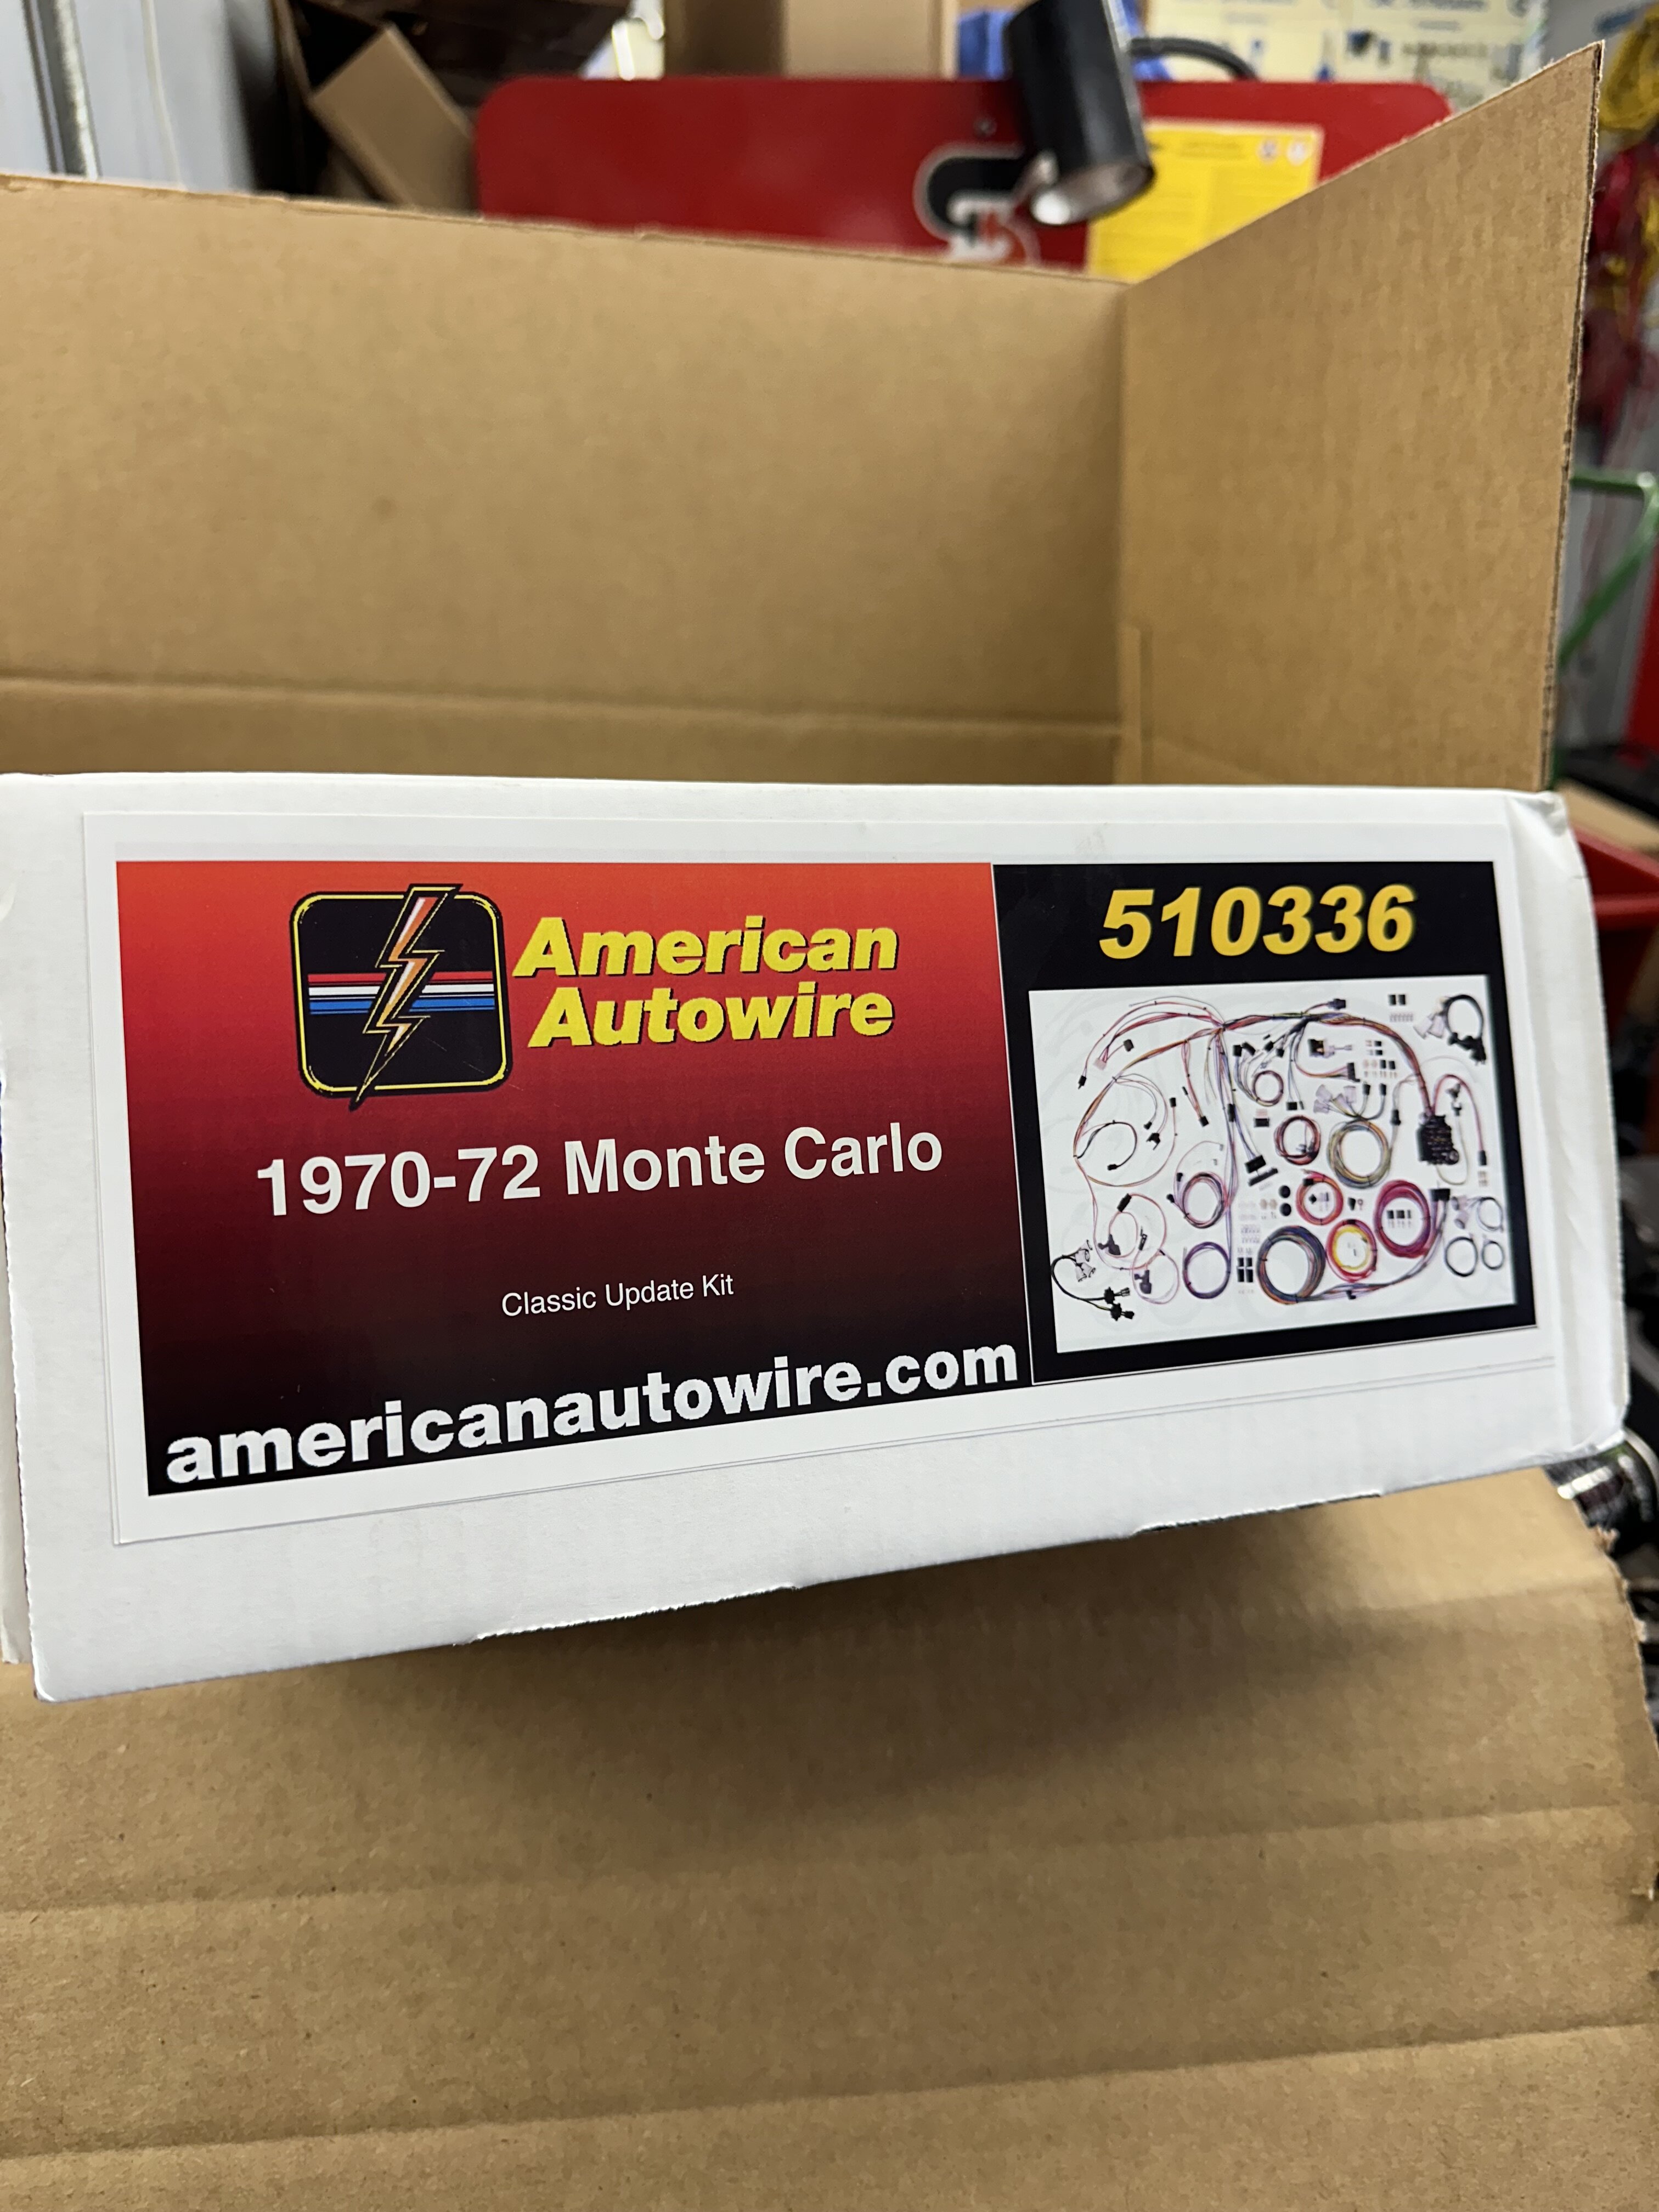 American
Autowire
1970-72 Monte Carlo
Classic Update Kit
americanautowire.com
510336